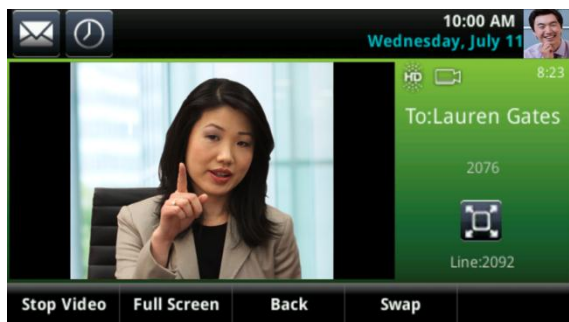 10:00 AM
Wednesday, July 11
HD
8:23
To:Lauren Gates
2076
Line:2092
Stop Video Full Screen Back Swap